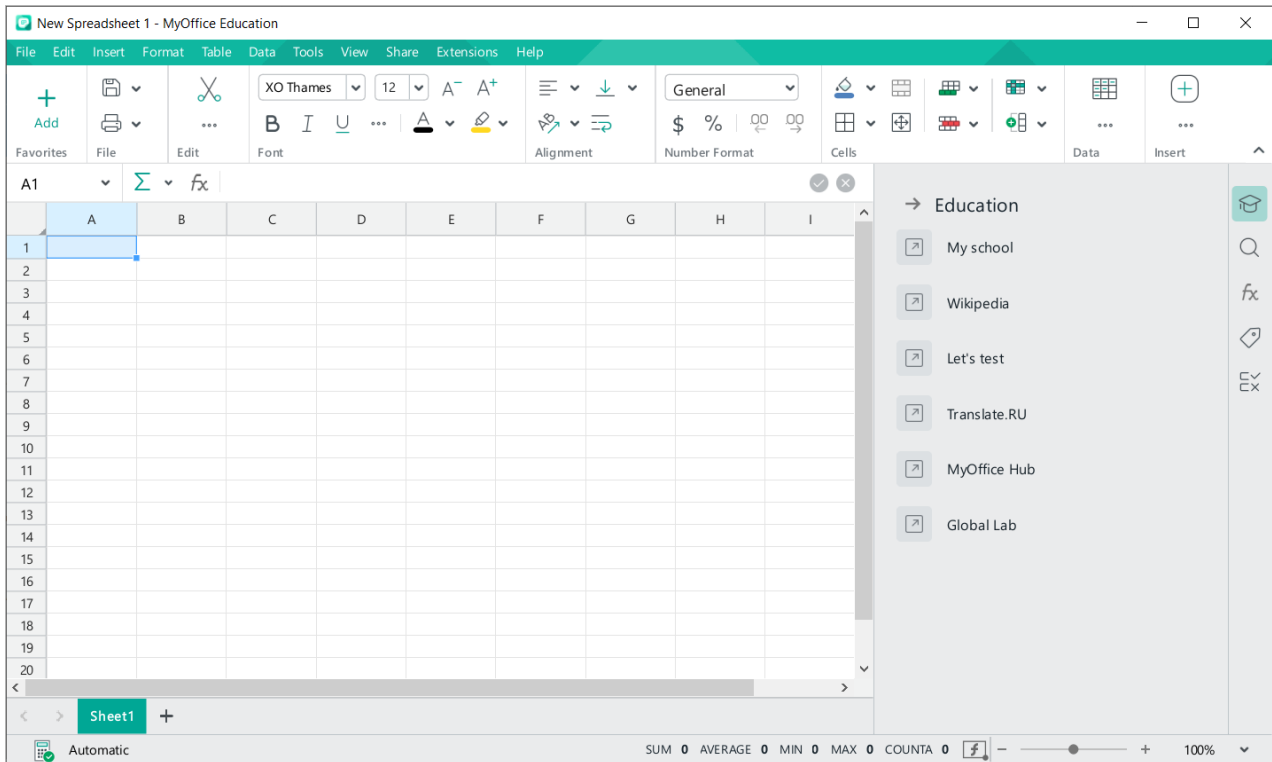 New Spreadsheet 1 - MyOffice Education
File Edit Insert Format Table Data Tools View Share Extensions Help
XO Thames 12 A− A+ General
Add B I U A $ % .00 .00
Favorites File Edit Font Alignment Number Format Cells Data Insert
A1 Σ fx
Education
A B C D E F G H I
1
2
3
4
5
6
7
8
9
10
11
12
13
14
15
16
17
18
19
20
My school
Wikipedia
Let's test
Translate.RU
MyOffice Hub
Global Lab
fx
Sheet1
Automatic SUM 0 AVERAGE 0 MIN 0 MAX 0 COUNTA 0 f 100%